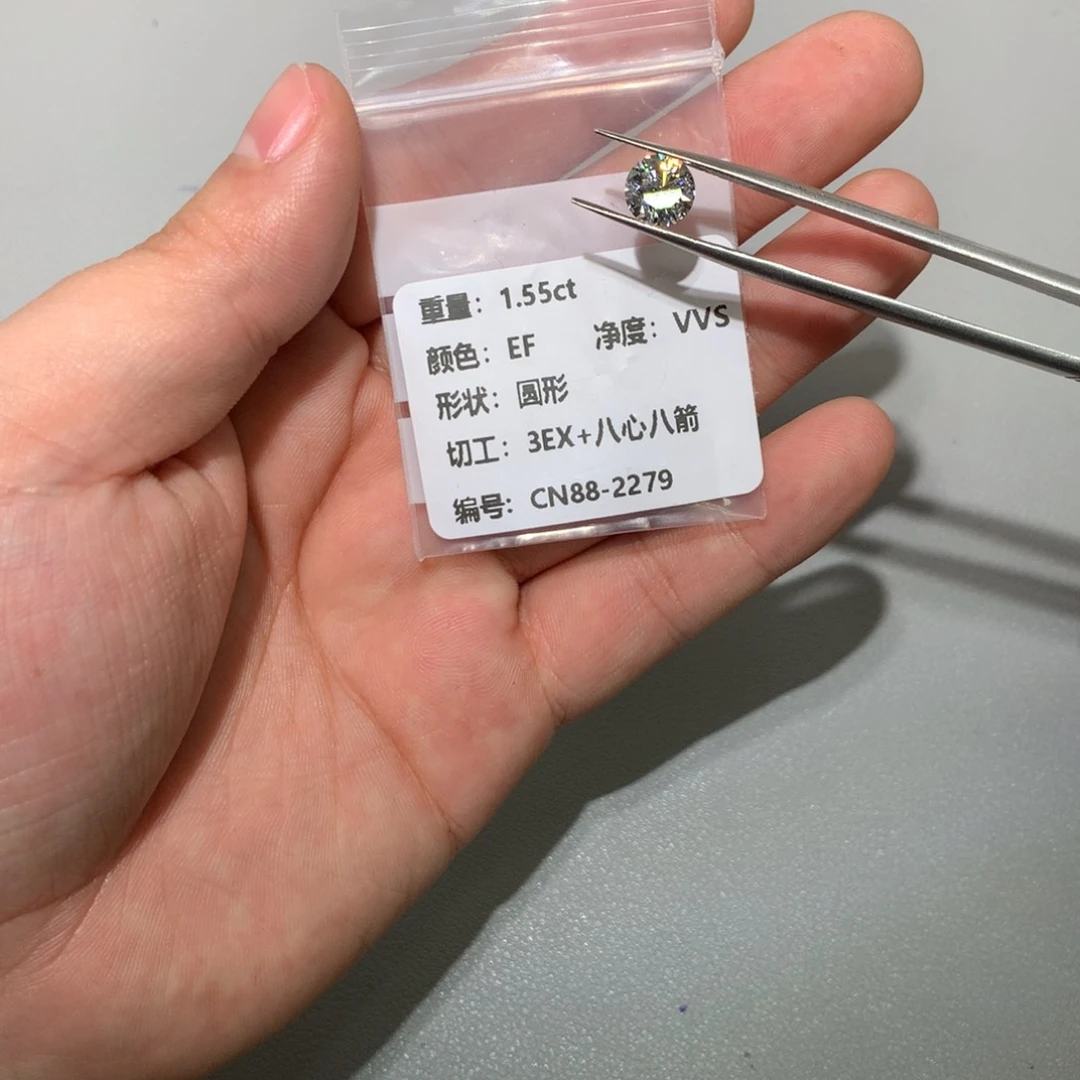 重量：1.55ct
颜色：EF 净度：VVS
形状：圆形
切工：3EX+八心八箭
编号：CN88-2279